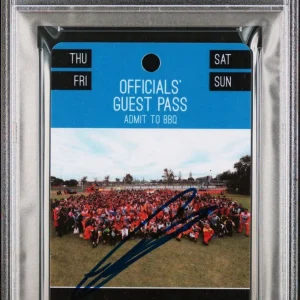 THU SAT
FRI SUN
OFFICIALS'
GUEST PASS
ADMIT TO BBQ